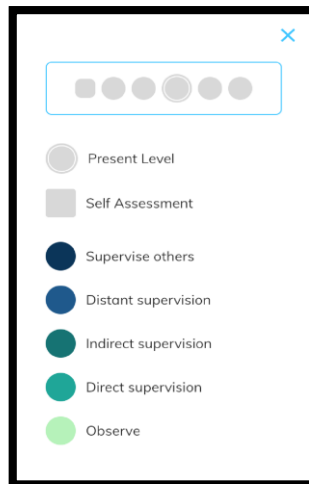 Present Level
Self Assessment
Supervise others
Distant supervision
Indirect supervision
Direct supervision
Observe